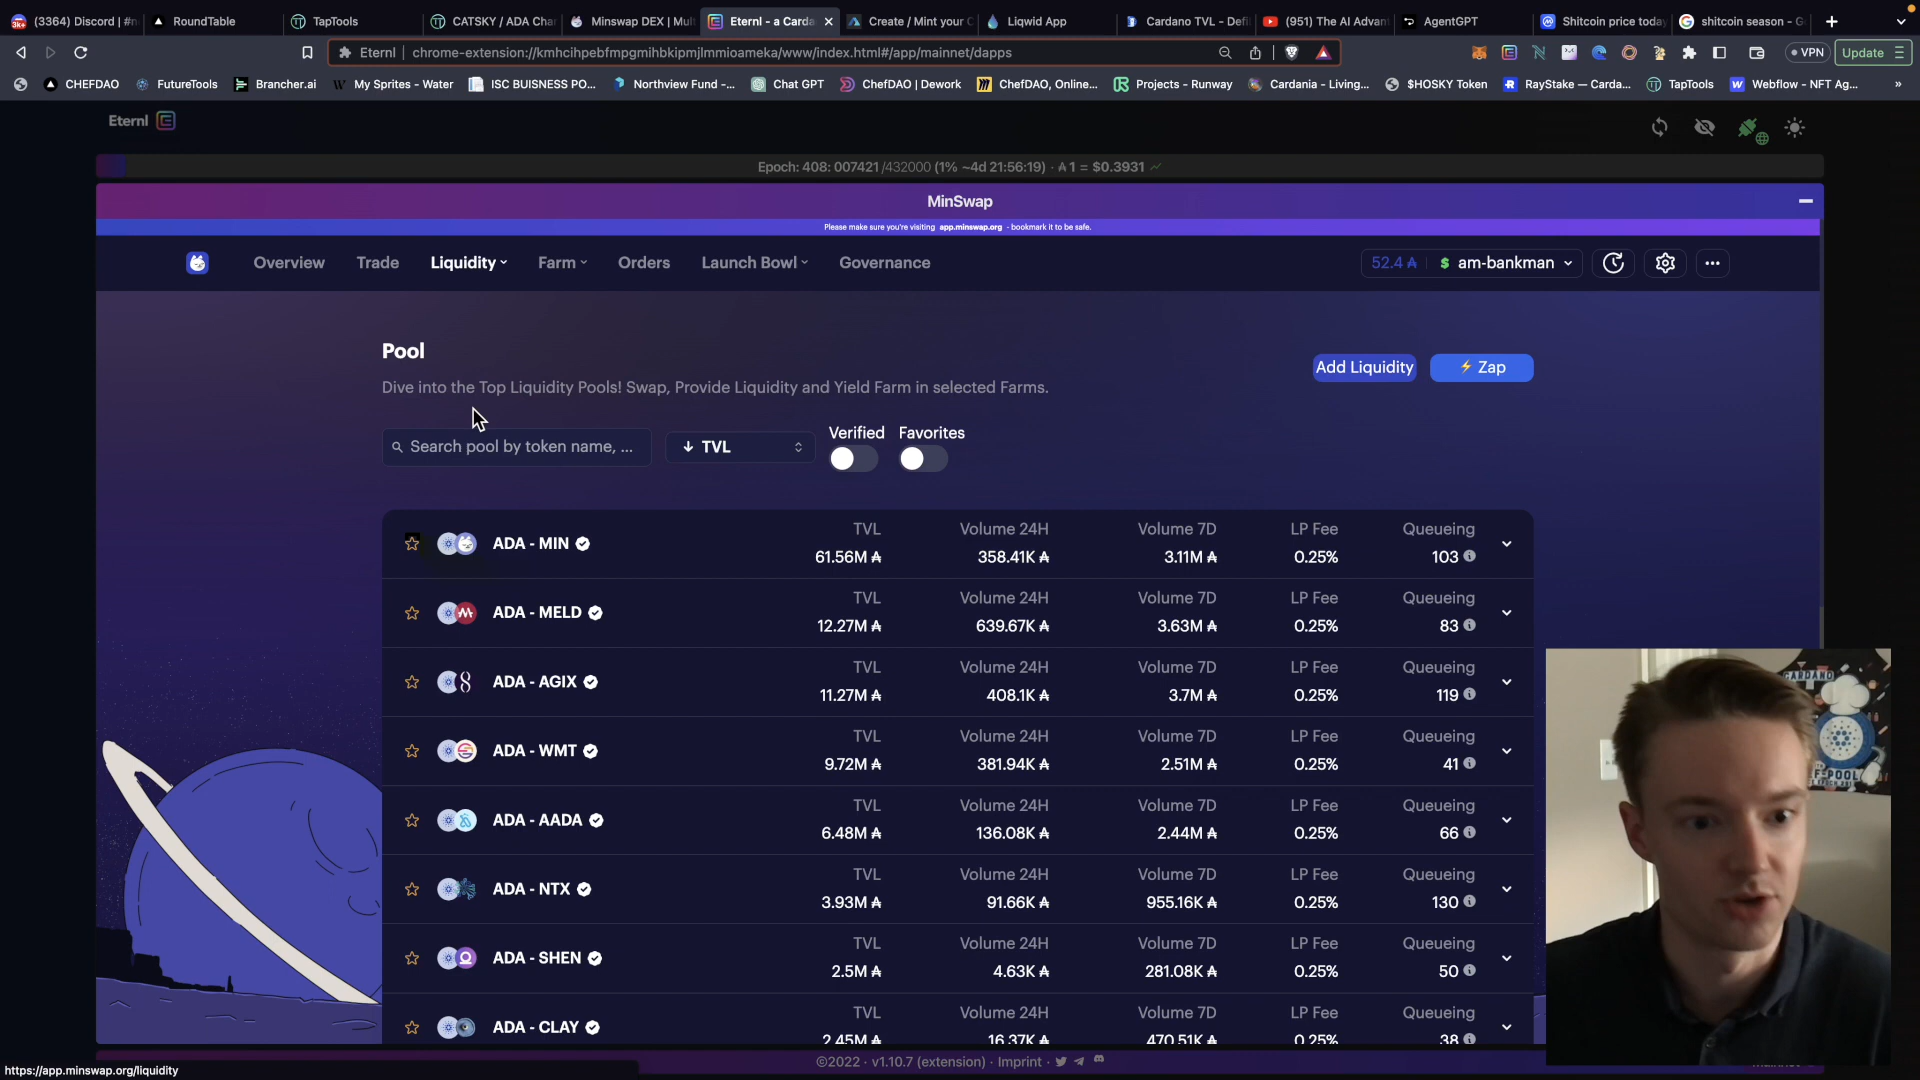 3k+ (3364) Discord | #n
RoundTable
TapTools
CATSKY / ADA Cha
Minswap DEX | Mult
Eternl - a Carda
Create / Mint your C
Liqwid App
Cardano TVL - Defi
(951) The AI Advan
AgentGPT
Shitcoin price today
shitcoin season - G
Eternl
chrome-extension://kmhcihpebfmpgmihbkipmjlmmioameka/www/index.html#/app/mainnet/dapps
VPN
Update
CHEFDAO
FutureTools
Brancher.ai
My Sprites - Water
ISC BUISNESS PO...
Northview Fund -...
Chat GPT
ChefDAO | Dework
ChefDAO, Online...
Projects - Runway
Cardania - Living...
$HOSKY Token
RayStake — Carda...
TapTools
Webflow - NFT Ag...
»
Eternl
Epoch: 408: 007421/432000 (1% ~4d 21:56:19) · ₳ 1 = $0.3931
MinSwap
Please make sure you're visiting app.minswap.org - bookmark it to be safe.
Overview
Trade
Liquidity
Farm
Orders
Launch Bowl
Governance
52.4 ₳
$ am-bankman
Pool
Add Liquidity
Zap
Dive into the Top Liquidity Pools! Swap, Provide Liquidity and Yield Farm in selected Farms.
Verified Favorites
Search pool by token name, ...
TVL
TVL Volume 24H Volume 7D LP Fee Queueing
ADA - MIN
61.56M ₳ 358.41K ₳ 3.11M ₳ 0.25% 103
TVL Volume 24H Volume 7D LP Fee Queueing
ADA - MELD
12.27M ₳ 639.67K ₳ 3.63M ₳ 0.25% 83
TVL Volume 24H Volume 7D LP Fee Queueing
ADA - AGIX
11.27M ₳ 408.1K ₳ 3.7M ₳ 0.25% 119
TVL Volume 24H Volume 7D LP Fee Queueing
ADA - WMT
9.72M ₳ 381.94K ₳ 2.51M ₳ 0.25% 41
TVL Volume 24H Volume 7D LP Fee Queueing
ADA - AADA
6.48M ₳ 136.08K ₳ 2.44M ₳ 0.25% 66
TVL Volume 24H Volume 7D LP Fee Queueing
ADA - NTX
3.93M ₳ 91.66K ₳ 955.16K ₳ 0.25% 130
TVL Volume 24H Volume 7D LP Fee Queueing
ADA - SHEN
2.5M ₳ 4.63K ₳ 281.08K ₳ 0.25% 50
TVL Volume 24H Volume 7D LP Fee Queueing
ADA - CLAY
2.45M ₳ 16.37K ₳ 470.51K ₳ 0.25% 38
CARDANO
©2022 · v1.10.7 (extension) · Imprint ·
https://app.minswap.org/liquidity